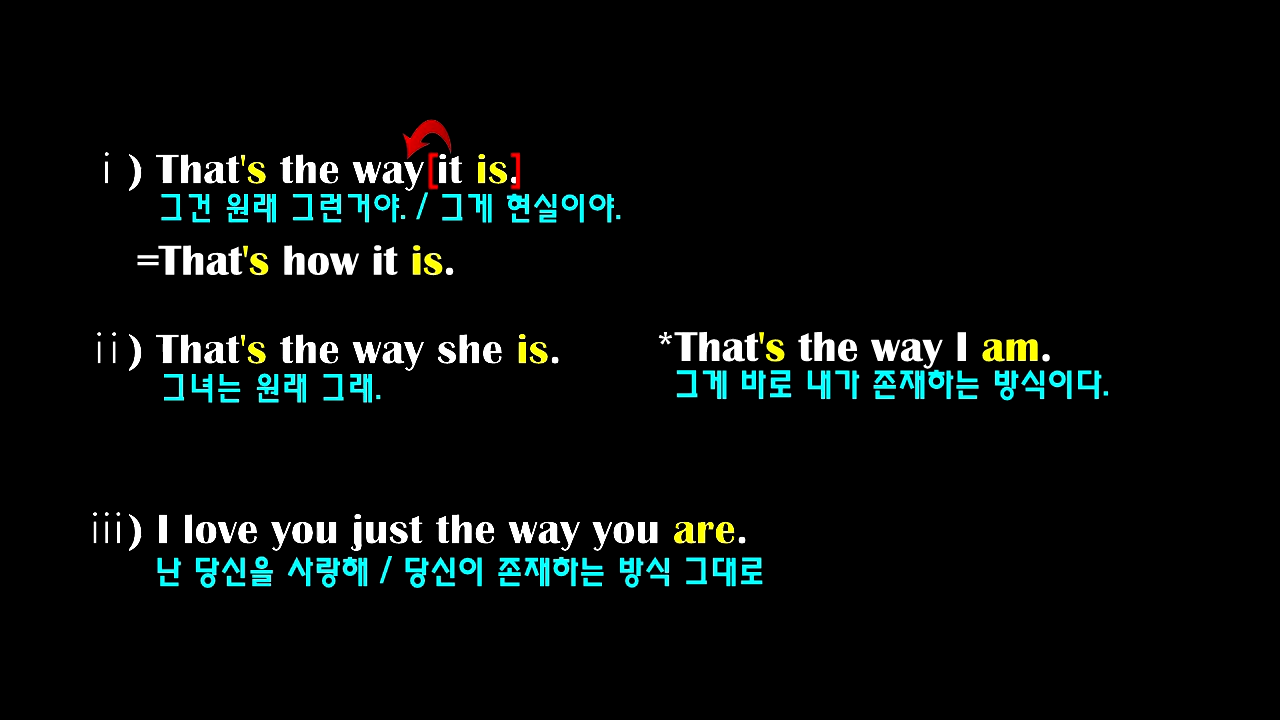 ⅰ) That's the way[it is.]
그건 원래 그런거야. / 그게 현실이야.
=That's how it is.
ⅱ) That's the way she is.
그녀는 원래 그래.
*That's the way I am.
그게 바로 내가 존재하는 방식이다.
ⅲ) I love you just the way you are.
난 당신을 사랑해 / 당신이 존재하는 방식 그대로